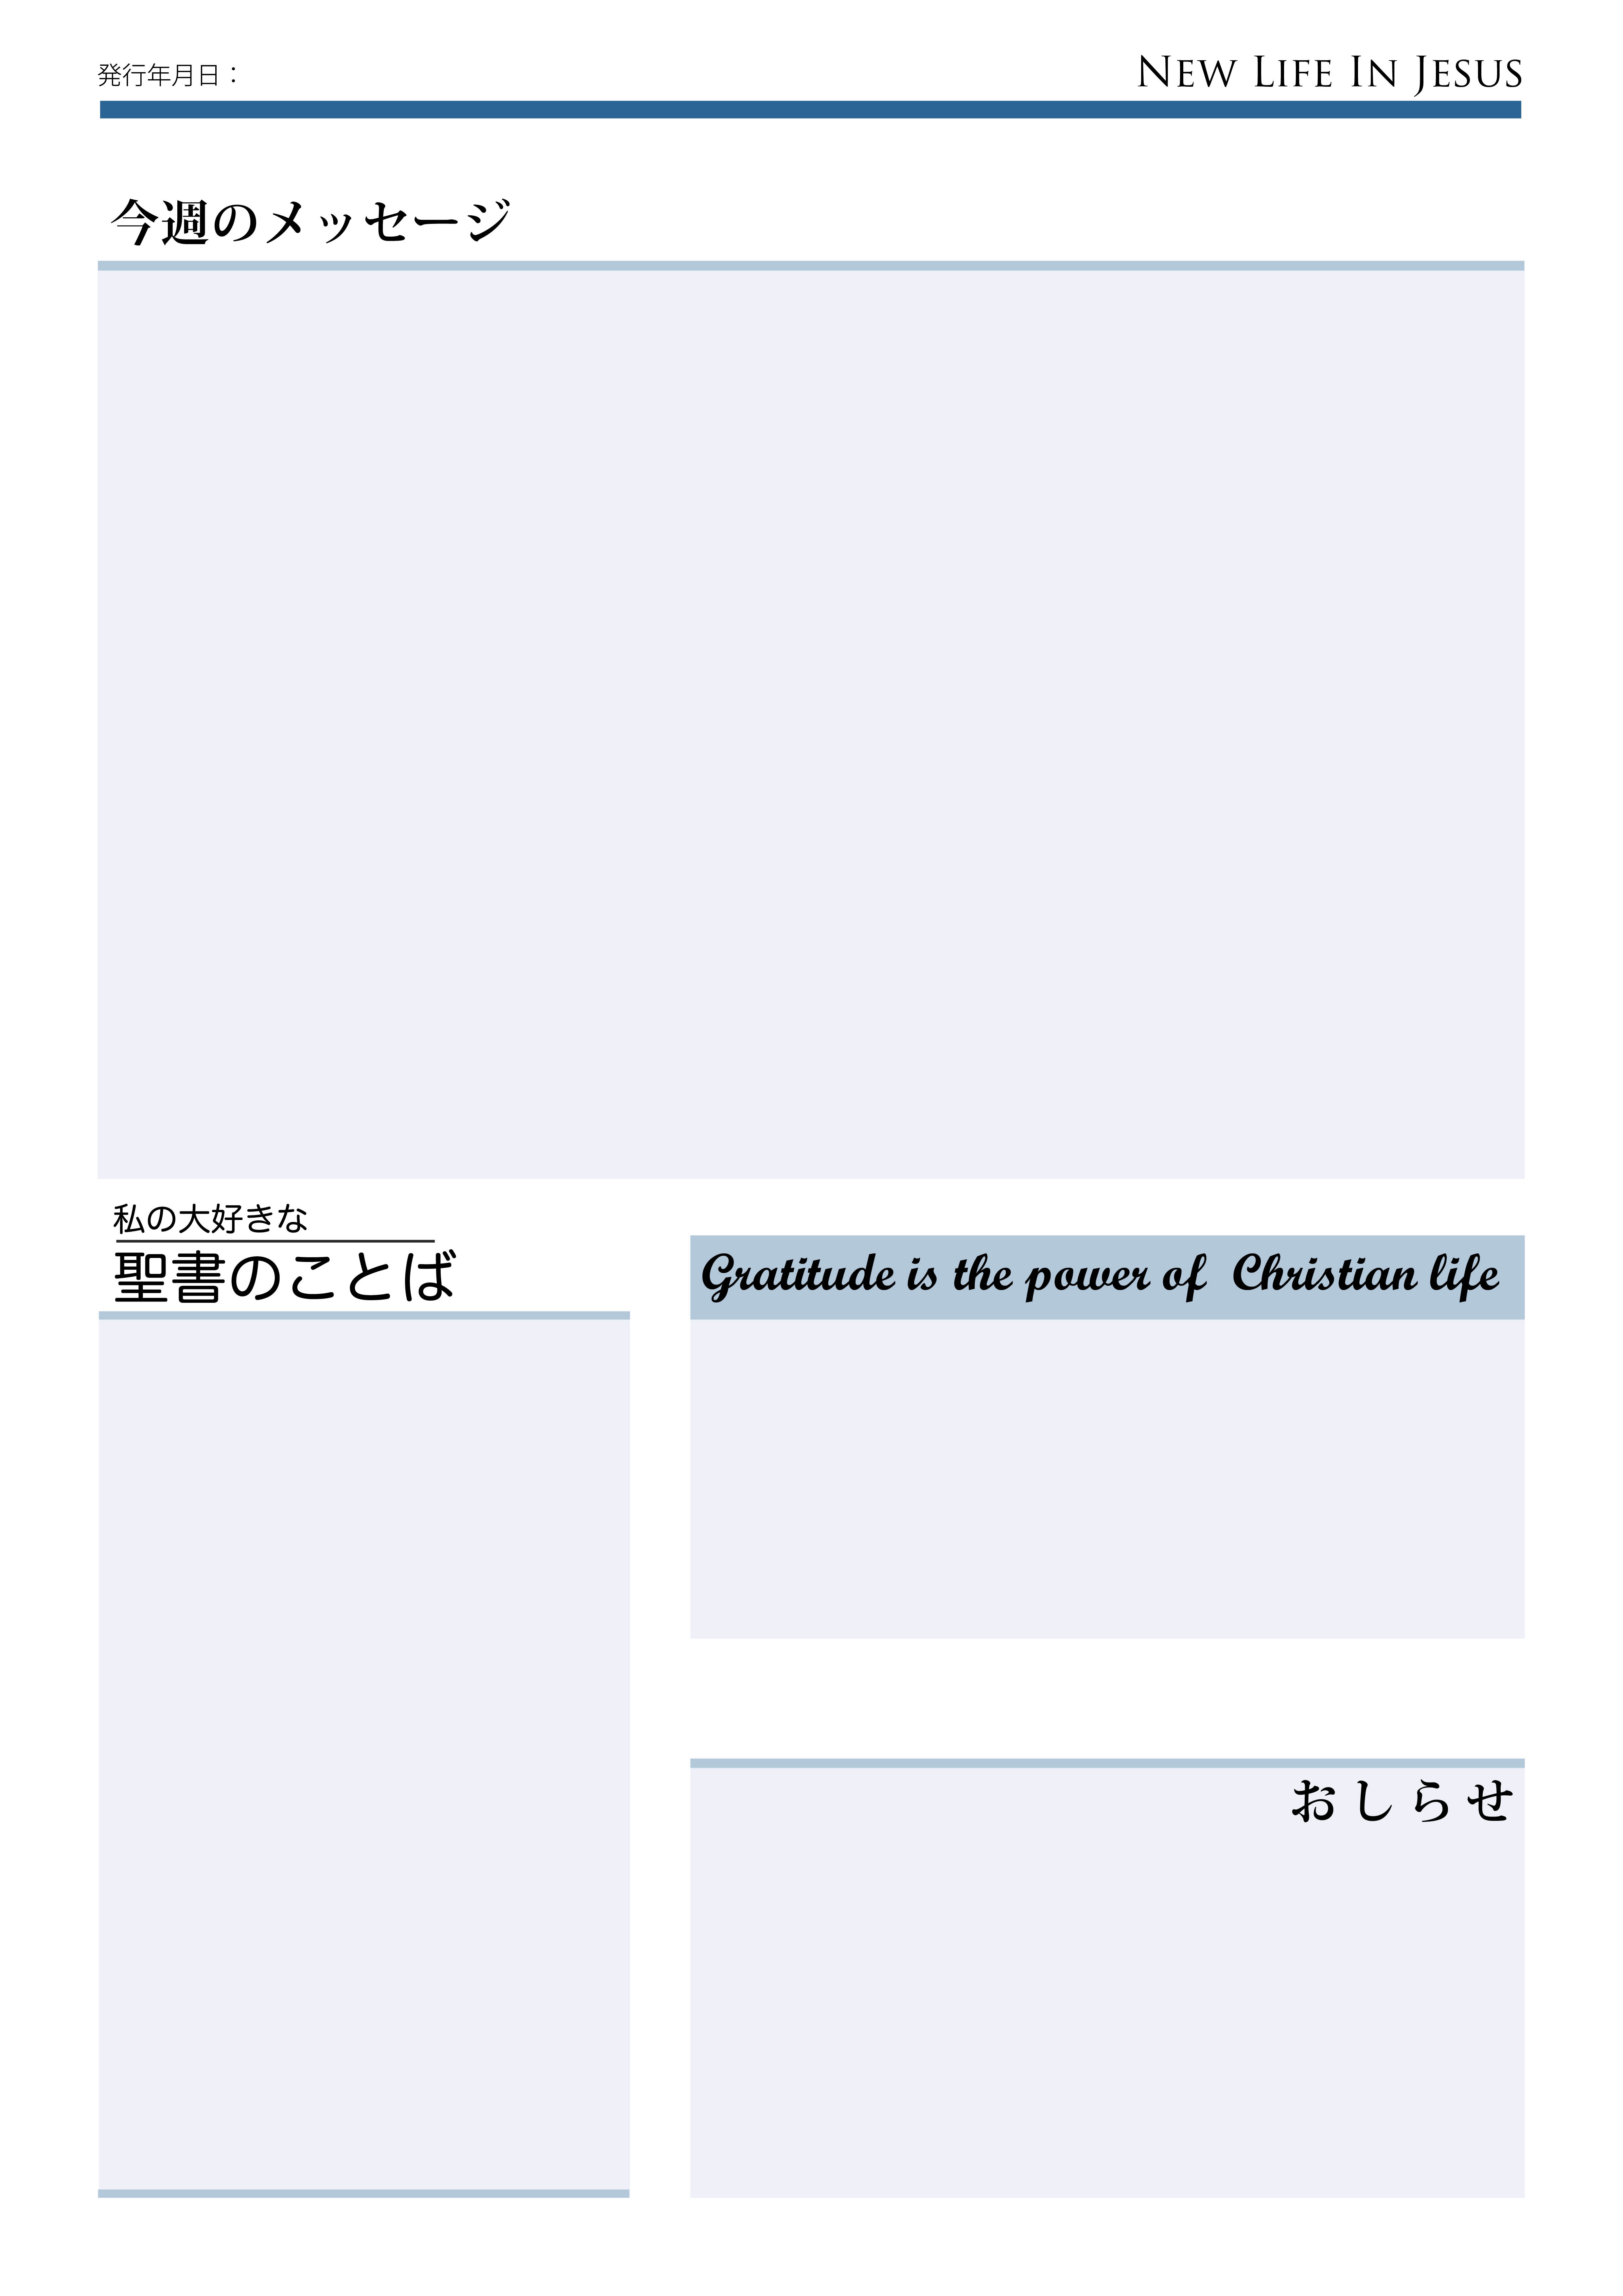 発行年月日：
New Life In Jesus
今週のメッセージ
私の大好きな
聖書のことば
Gratitude is the power of Christian life
おしらせ